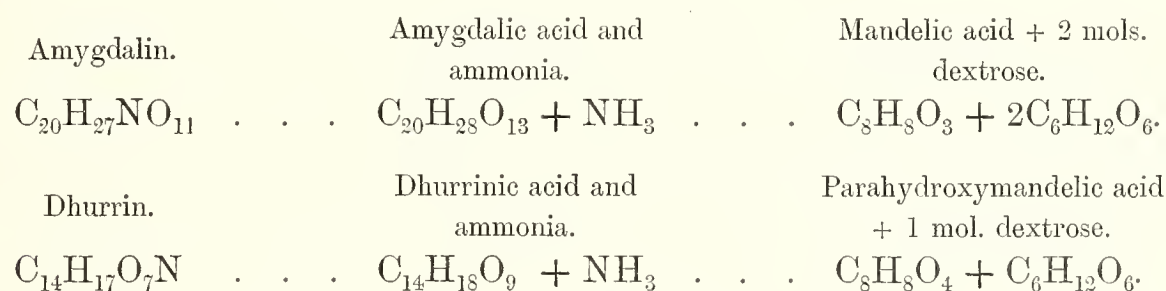 Amygdalin. Amygdalic acid and ammonia. Mandelic acid + 2 mols. dextrose.
C₂₀H₂₇NO₁₁ . . . C₂₀H₂₈O₁₃ + NH₃ . . . C₈H₈O₃ + 2C₆H₁₂O₆.
Dhurrin. Dhurrinic acid and ammonia. Parahydroxymandelic acid + 1 mol. dextrose.
C₁₄H₁₇O₇N . . . C₁₄H₁₈O₉ + NH₃ . . . C₈H₈O₄ + C₆H₁₂O₆.